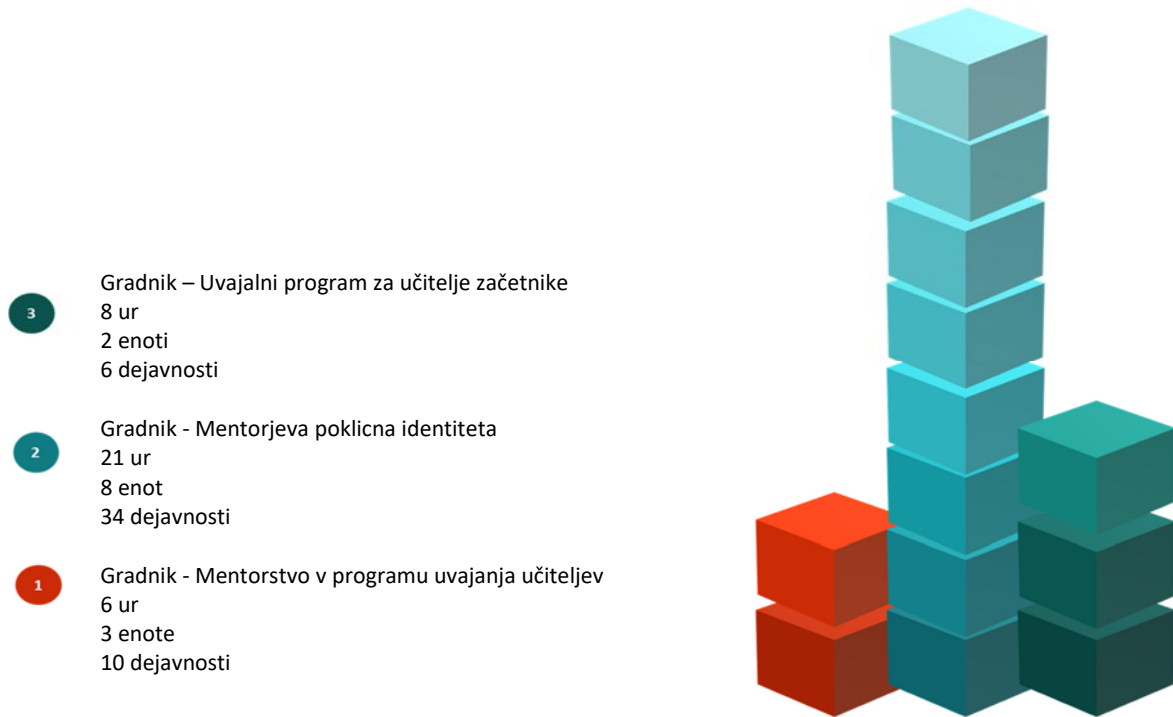 3
Gradnik – Uvajalni program za učitelje začetnike
8 ur
2 enoti
6 dejavnosti
2
Gradnik - Mentorjeva poklicna identiteta
21 ur
8 enot
34 dejavnosti
1
Gradnik - Mentorstvo v programu uvajanja učiteljev
6 ur
3 enote
10 dejavnosti